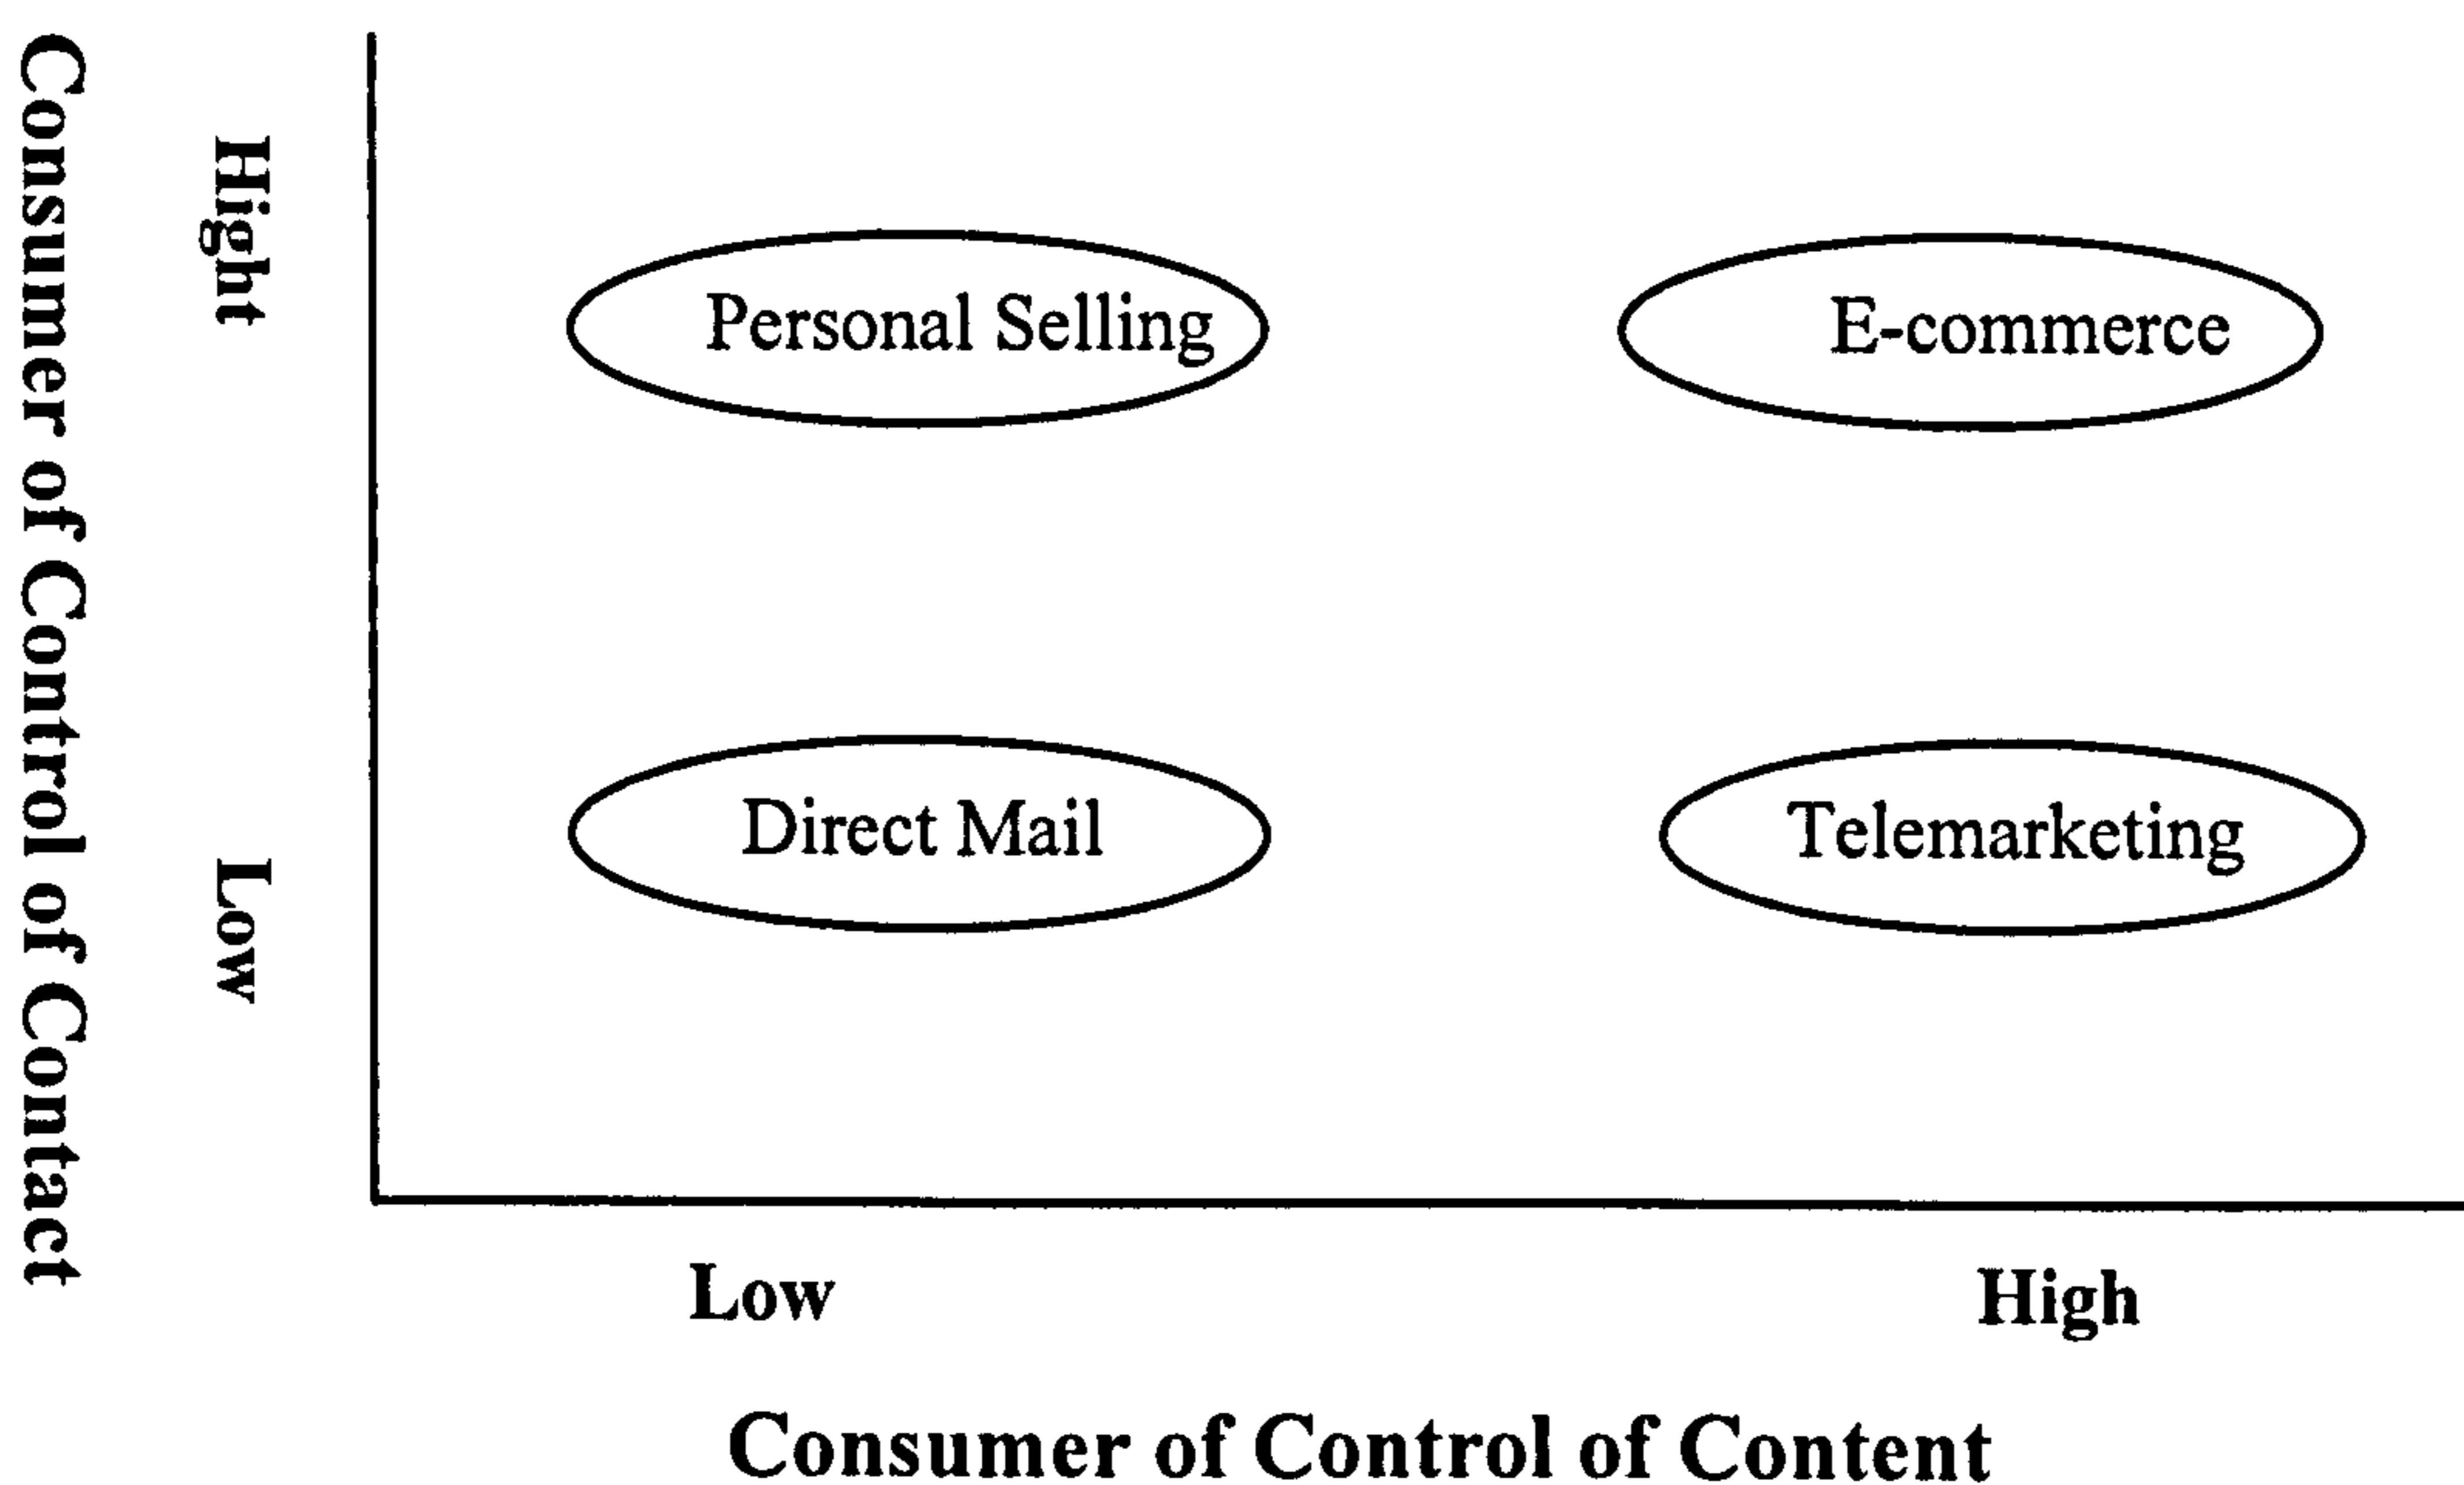 Consumer of Control of Contact
Hight
Low
Personal Selling
E-commerce
Direct Mail
Telemarketing
Low
High
Consumer of Control of Content